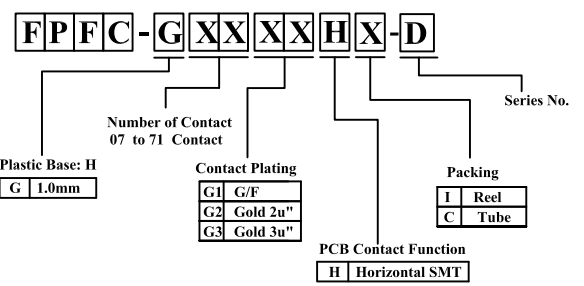 FPFC-GXXXXHX-D
Series No.
Number of Contact
07 to 71 Contact
Plastic Base: H
G 1.0mm
Contact Plating
G1 G/F
G2 Gold 2u"
G3 Gold 3u"
Packing
I Reel
C Tube
PCB Contact Function
H Horizontal SMT